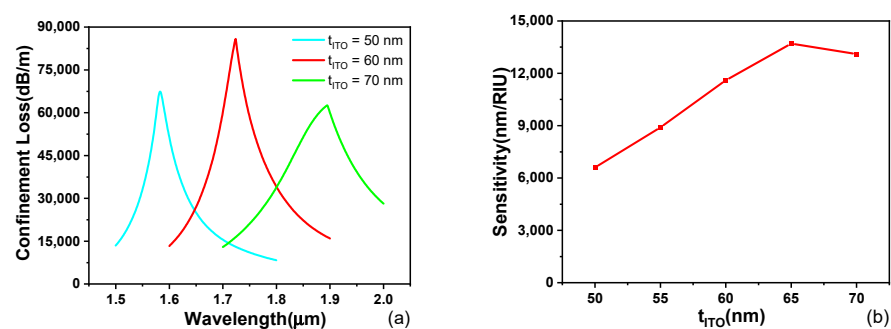 90,000
75,000
60,000
45,000
30,000
15,000
0
Confinement Loss(dB/m)
t_ITO = 50 nm
t_ITO = 60 nm
t_ITO = 70 nm
1.5 1.6 1.7 1.8 1.9 2.0
Wavelength(μm)
(a)
15,000
12,000
9,000
6,000
3,000
0
Sensitivity(nm/RIU)
50 55 60 65 70
t_ITO(nm)
(b)